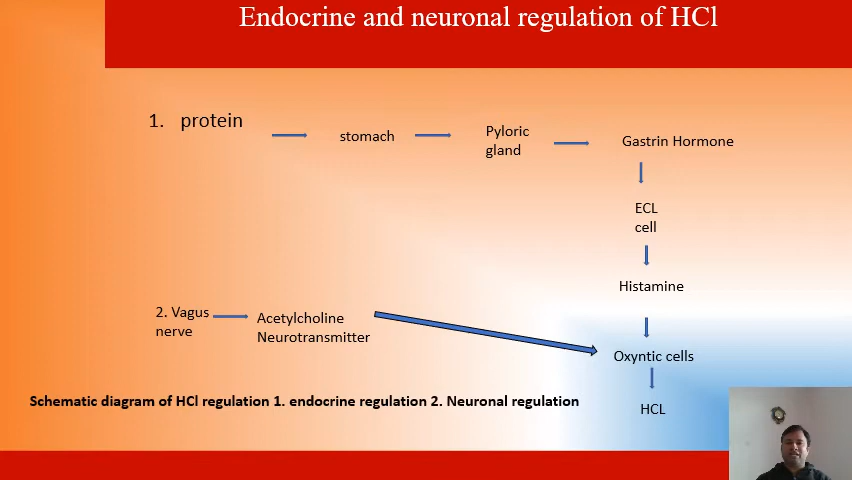 Endocrine and neuronal regulation of HCl
1. protein
stomach
Pyloric
gland
Gastrin Hormone
ECL
cell
Histamine
2. Vagus
nerve
Acetylcholine
Neurotransmitter
Oxyntic cells
Schematic diagram of HCl regulation 1. endocrine regulation 2. Neuronal regulation
HCL